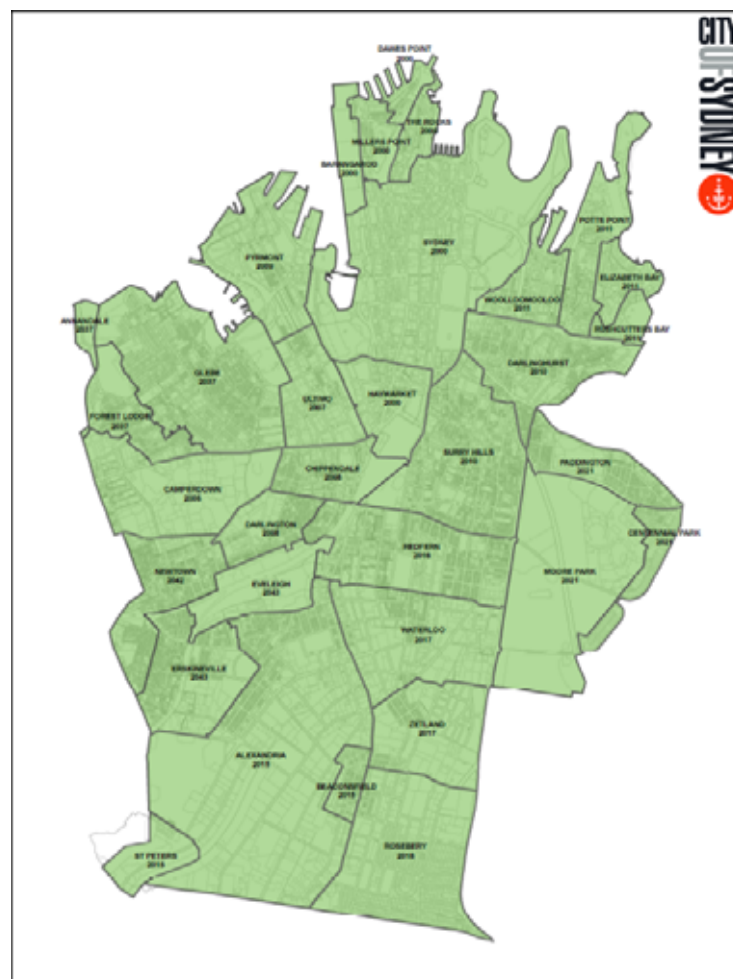 CITY
OF SYDNEY
DAWES POINT
2000
THE ROCKS
2000
MILLERS POINT
2000
BARANGAROO
2000
POTTS POINT
2011
SYDNEY
2000
PYRMONT
2009
ELIZABETH BAY
2011
WOOLLOOMOOLOO
2011
ANNANDALE
2037
RUSHCUTTERS BAY
2011
DARLINGHURST
2010
GLEBE
2037
ULTIMO
2007
HAYMARKET
2000
FOREST LODGE
2037
SURRY HILLS
2010
PADDINGTON
2021
CHIPPENDALE
2008
CAMPERDOWN
2006
DARLINGTON
2008
CENTENNIAL PARK
2021
REDFERN
2016
NEWTOWN
2042
EVELEIGH
2043
MOORE PARK
2021
WATERLOO
2017
ERSKINEVILLE
2043
ZETLAND
2017
ALEXANDRIA
2015
BEACONSFIELD
2015
ROSEBERY
2018
ST PETERS
2015